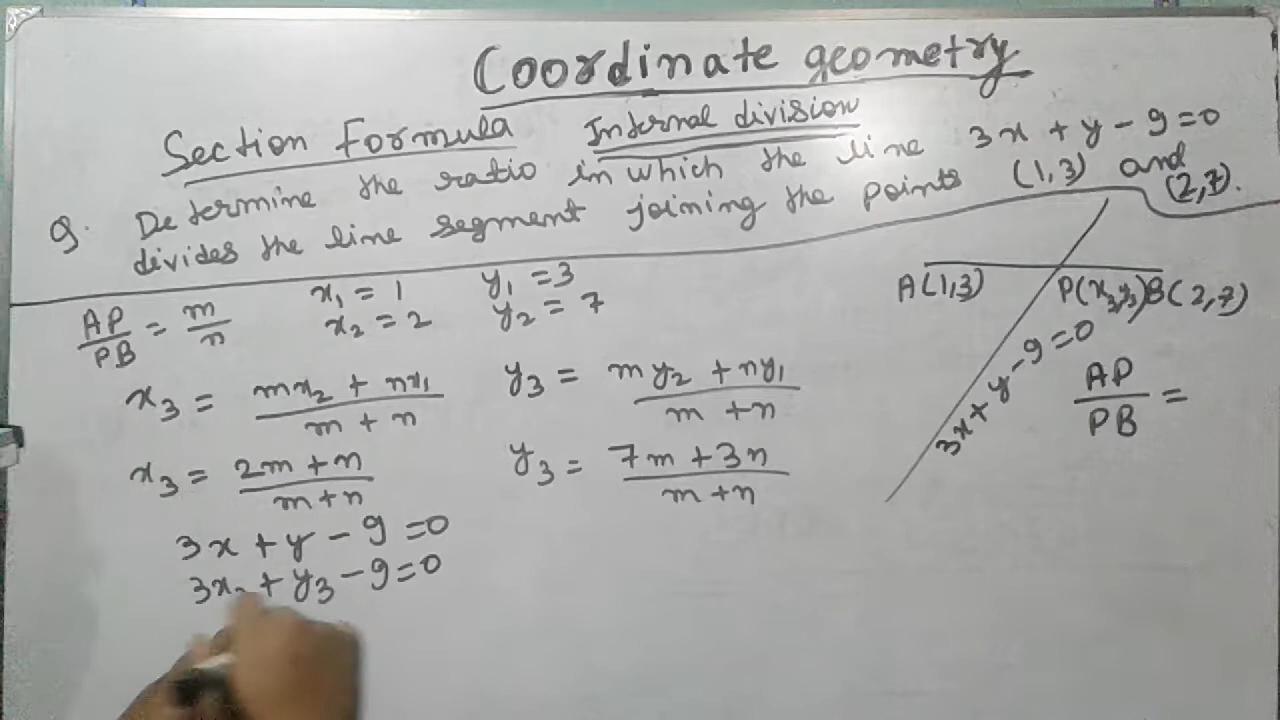 Coordinate geometry
Section Formula Internal division
Q. Determine the ratio in which the line 3x + y - 9 = 0
divides the line segment joining the points (1,3) and (2,7).
AP/PB = m/n x₁ = 1 y₁ = 3
x₂ = 2 y₂ = 7
x₃ = (mx₂ + nx₁)/(m + n) y₃ = (my₂ + ny₁)/(m + n)
x₃ = (2m + n)/(m + n) y₃ = (7m + 3n)/(m + n)
3x + y - 9 = 0
3x₃ + y₃ - 9 = 0
A(1,3) P(x₃,y₃) B(2,7)
3x + y - 9 = 0
AP/PB =